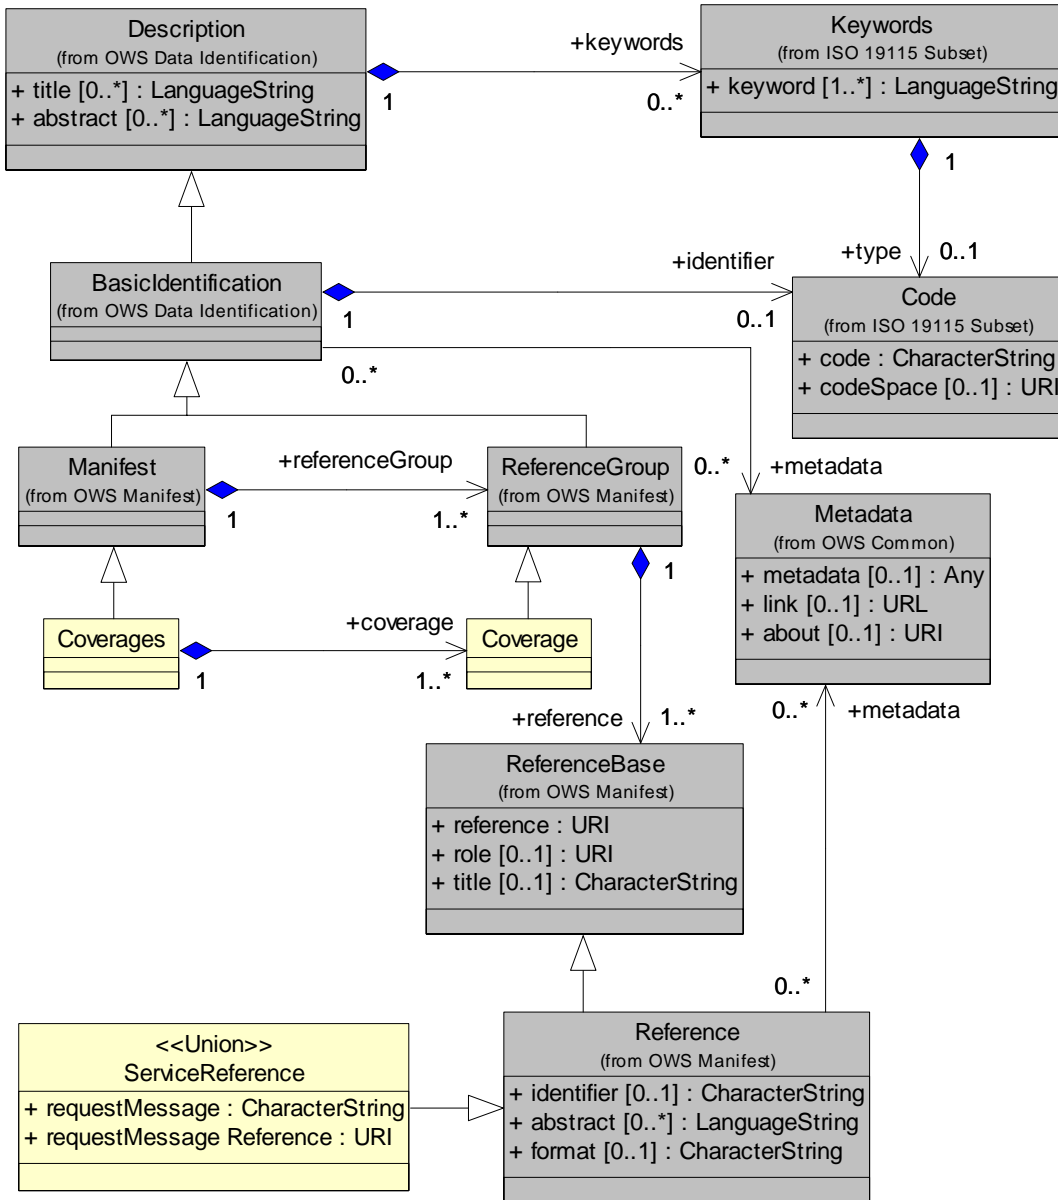 Description
(from OWS Data Identification)
+ title [0..*] : LanguageString
+ abstract [0..*] : LanguageString
+keywords
1
0..*
Keywords
(from ISO 19115 Subset)
+ keyword [1..*] : LanguageString
1
+type
0..1
BasicIdentification
(from OWS Data Identification)
+identifier
1
0..1
Code
(from ISO 19115 Subset)
+ code : CharacterString
+ codeSpace [0..1] : URI
0..*
Manifest
(from OWS Manifest)
+referenceGroup
1
1..*
ReferenceGroup
(from OWS Manifest)
0..*
+metadata
Metadata
(from OWS Common)
+ metadata [0..1] : Any
+ link [0..1] : URL
+ about [0..1] : URI
1
Coverages
+coverage
1
1..*
Coverage
0..*
+metadata
+reference
1..*
ReferenceBase
(from OWS Manifest)
+ reference : URI
+ role [0..1] : URI
+ title [0..1] : CharacterString
0..*
<<Union>>
ServiceReference
+ requestMessage : CharacterString
+ requestMessage Reference : URI
Reference
(from OWS Manifest)
+ identifier [0..1] : CharacterString
+ abstract [0..*] : LanguageString
+ format [0..1] : CharacterString